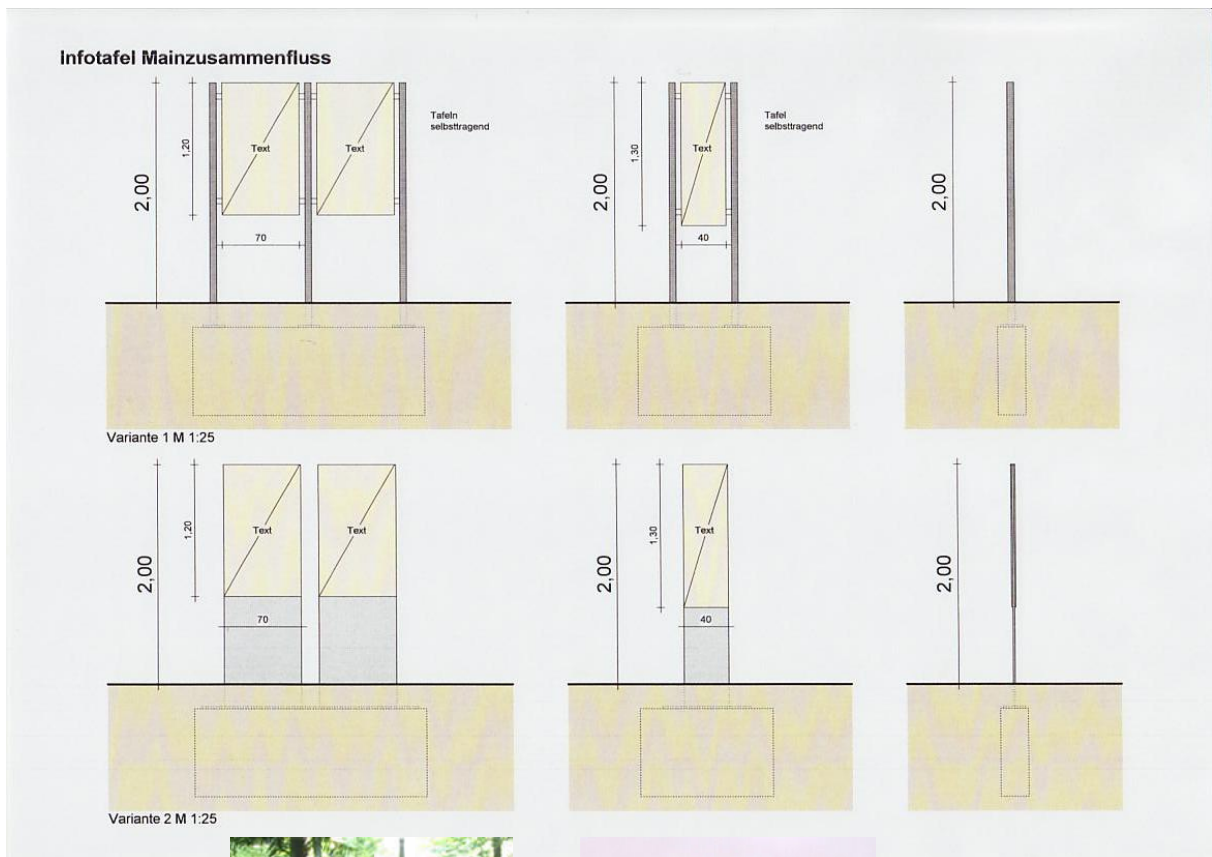 Infotafel Mainzusammenfluss
2,00
1,20
Text
Text
70
Tafeln
selbsttragend
2,00
1,30
Text
40
Tafel
selbsttragend
2,00
Variante 1 M 1:25
2,00
1,20
Text
Text
70
2,00
1,30
Text
40
2,00
Variante 2 M 1:25